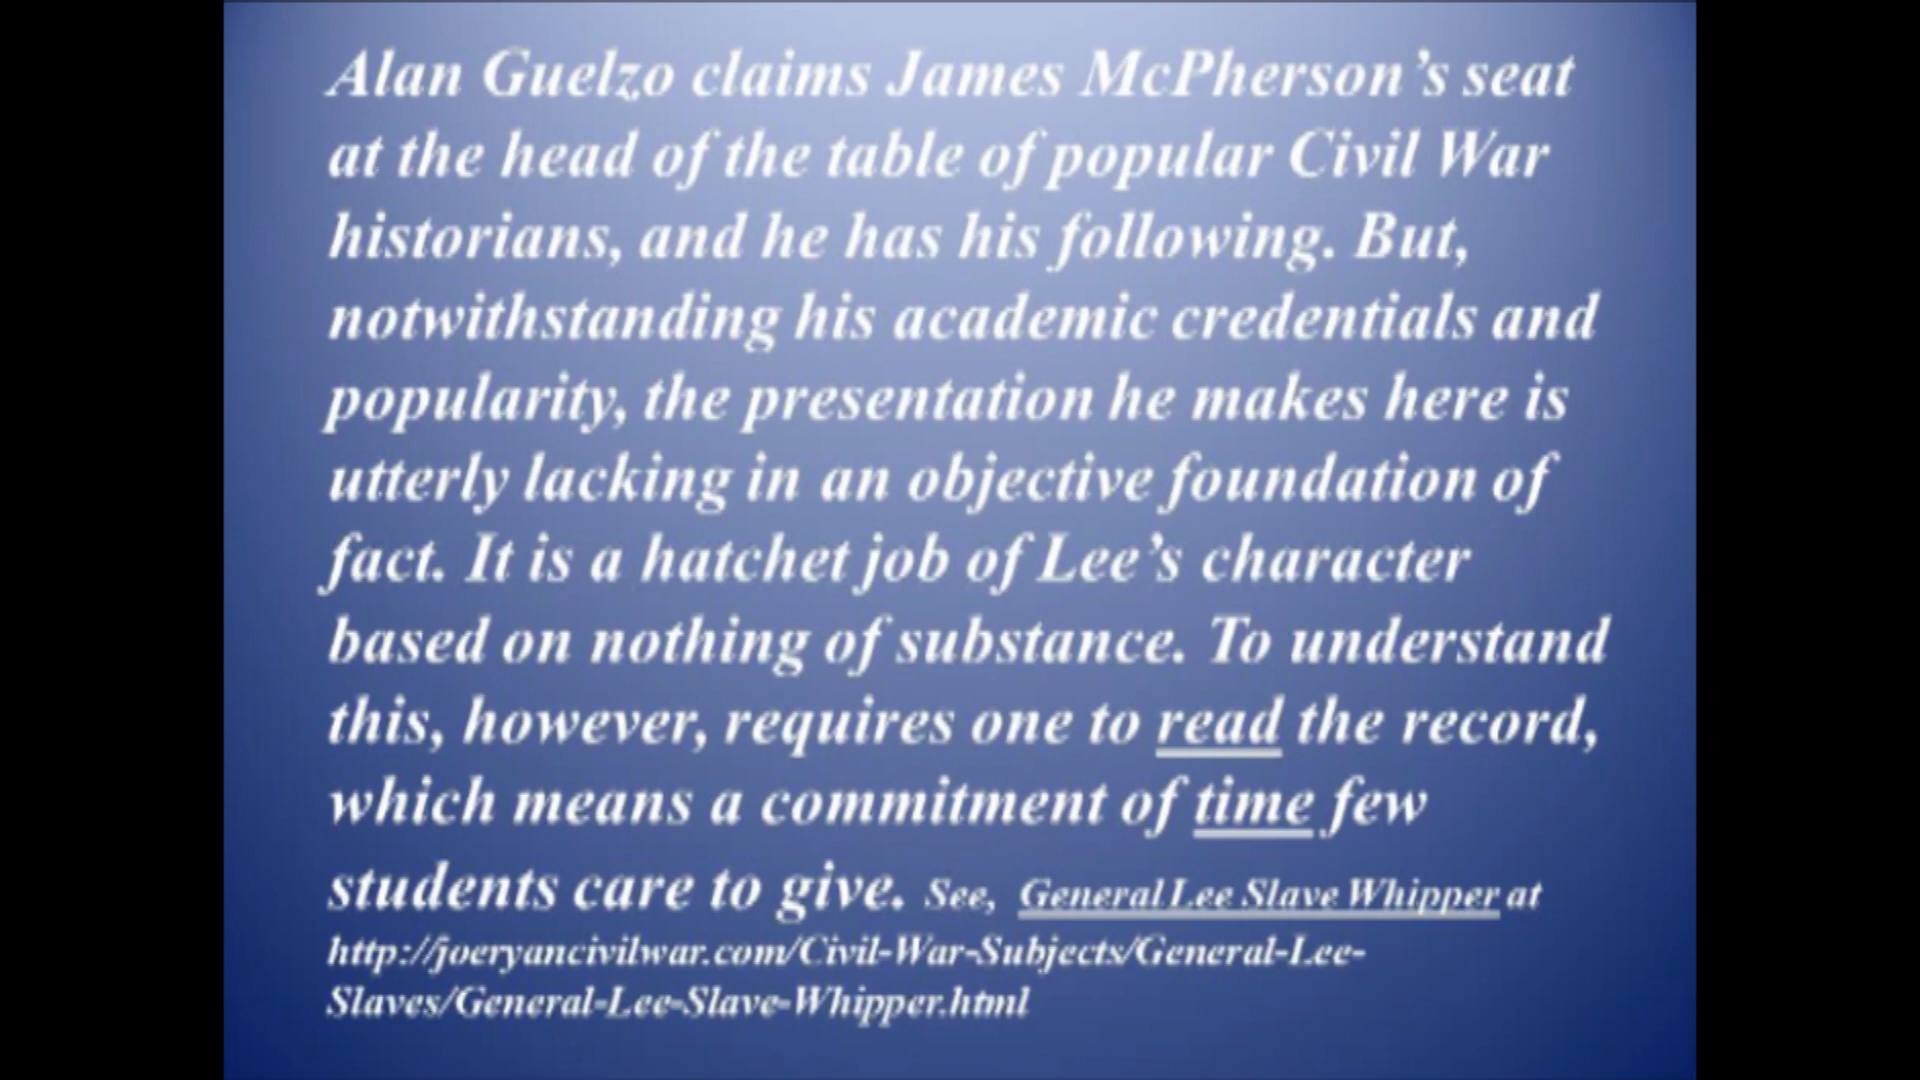 Alan Guelzo claims James McPherson’s seat
at the head of the table of popular Civil War
historians, and he has his following. But,
notwithstanding his academic credentials and
popularity, the presentation he makes here is
utterly lacking in an objective foundation of
fact. It is a hatchet job of Lee’s character
based on nothing of substance. To understand
this, however, requires one to read the record,
which means a commitment of time few
students care to give. See, General Lee Slave Whipper at
http://joeryancivilwar.com/Civil-War-Subjects/General-Lee-
Slaves/General-Lee-Slave-Whipper.html